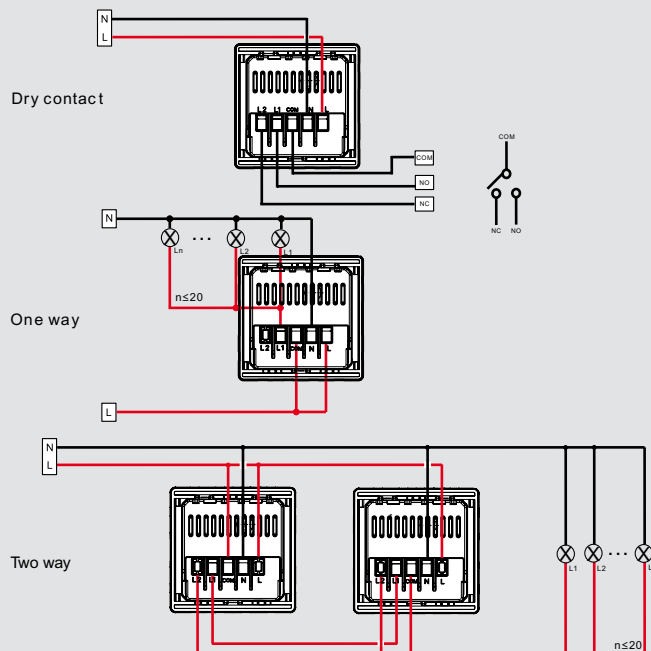 N
L
Dry contact
L2 L1 COM N L
COM
NO
NC
COM
NC NO
N
Ln ... L2 L1
n≤20
One way
L2 L1 COM N L
L
N
L
Two way
L2 L1 COM N L
L2 L1 COM N L
L1 L2 ... L
n≤20